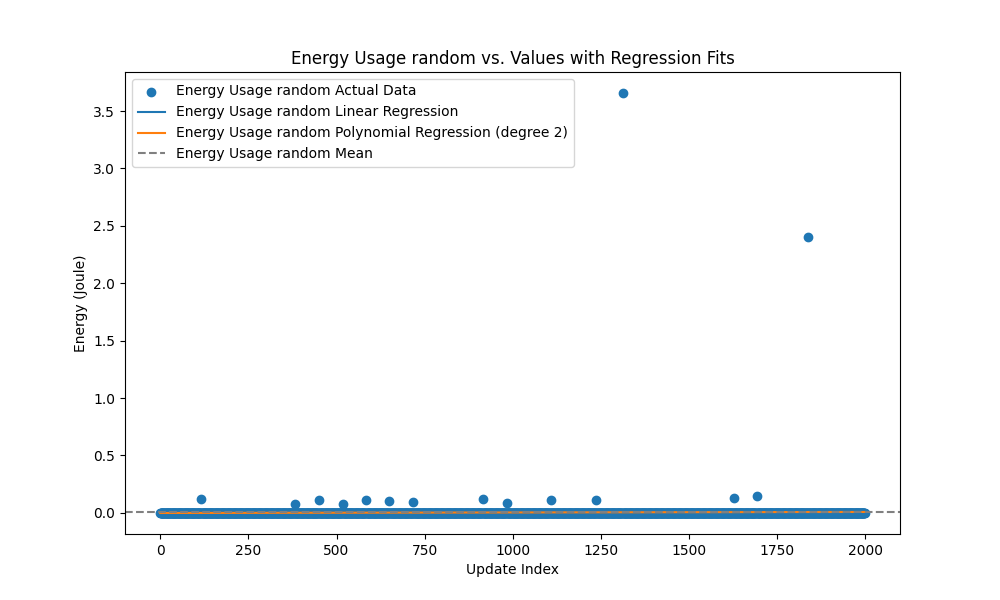 Energy Usage random vs. Values with Regression Fits
Energy Usage random Actual Data
Energy Usage random Linear Regression
Energy Usage random Polynomial Regression (degree 2)
Energy Usage random Mean
Energy (Joule)
3.5
3.0
2.5
2.0
1.5
1.0
0.5
0.0
0 250 500 750 1000 1250 1500 1750 2000
Update Index